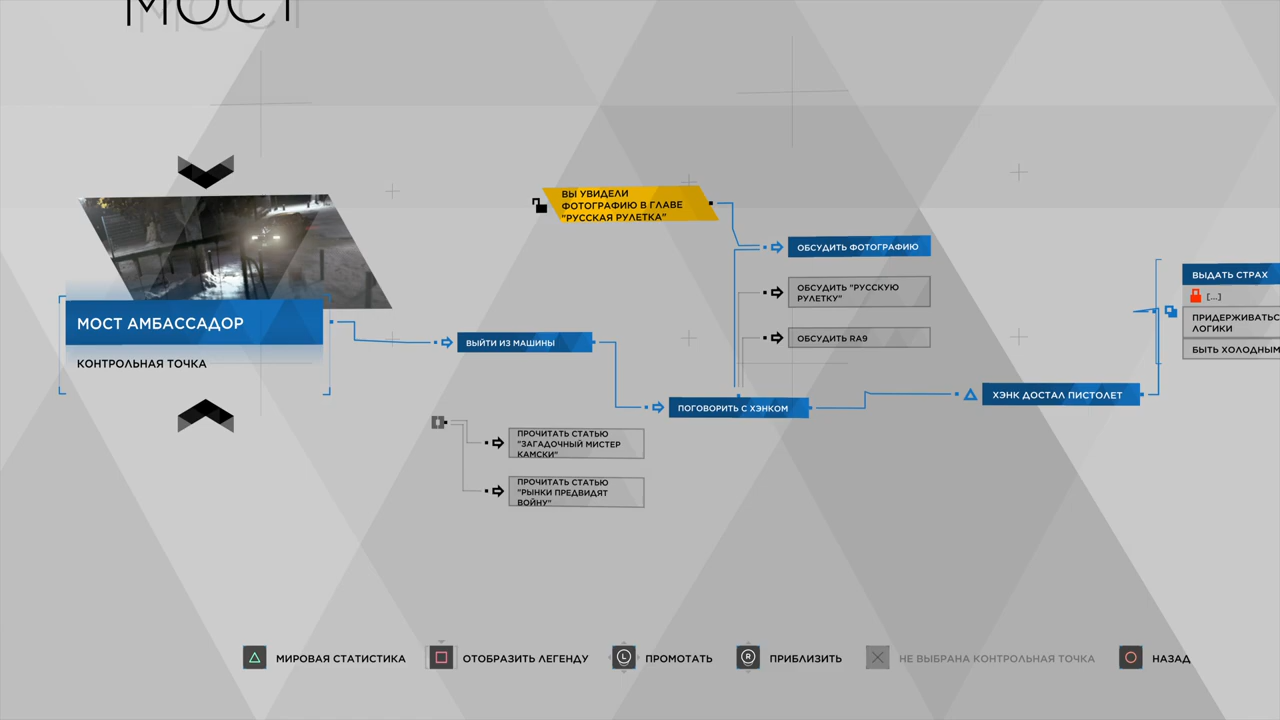 МОСТ
ВЫ УВИДЕЛИ
ФОТОГРАФИЮ В ГЛАВЕ
"РУССКАЯ РУЛЕТКА"
ОБСУДИТЬ ФОТОГРАФИЮ
ОБСУДИТЬ "РУССКУЮ
РУЛЕТКУ"
ОБСУДИТЬ RA9
ВЫДАТЬ СТРАХ
[...]
ПРИДЕРЖИВАТЬС
ЛОГИКИ
БЫТЬ ХОЛОДНЫМ
МОСТ АМБАССАДОР
КОНТРОЛЬНАЯ ТОЧКА
ВЫЙТИ ИЗ МАШИНЫ
ПОГОВОРИТЬ С ХЭНКОМ
ХЭНК ДОСТАЛ ПИСТОЛЕТ
ПРОЧИТАТЬ СТАТЬЮ
"ЗАГАДОЧНЫЙ МИСТЕР
КАМСКИ"
ПРОЧИТАТЬ СТАТЬЮ
"РЫНКИ ПРЕДВИДЯТ
ВОЙНУ"
МИРОВАЯ СТАТИСТИКА
ОТОБРАЗИТЬ ЛЕГЕНДУ
L
ПРОМОТАТЬ
R
ПРИБЛИЗИТЬ
НЕ ВЫБРАНА КОНТРОЛЬНАЯ ТОЧКА
НАЗАД